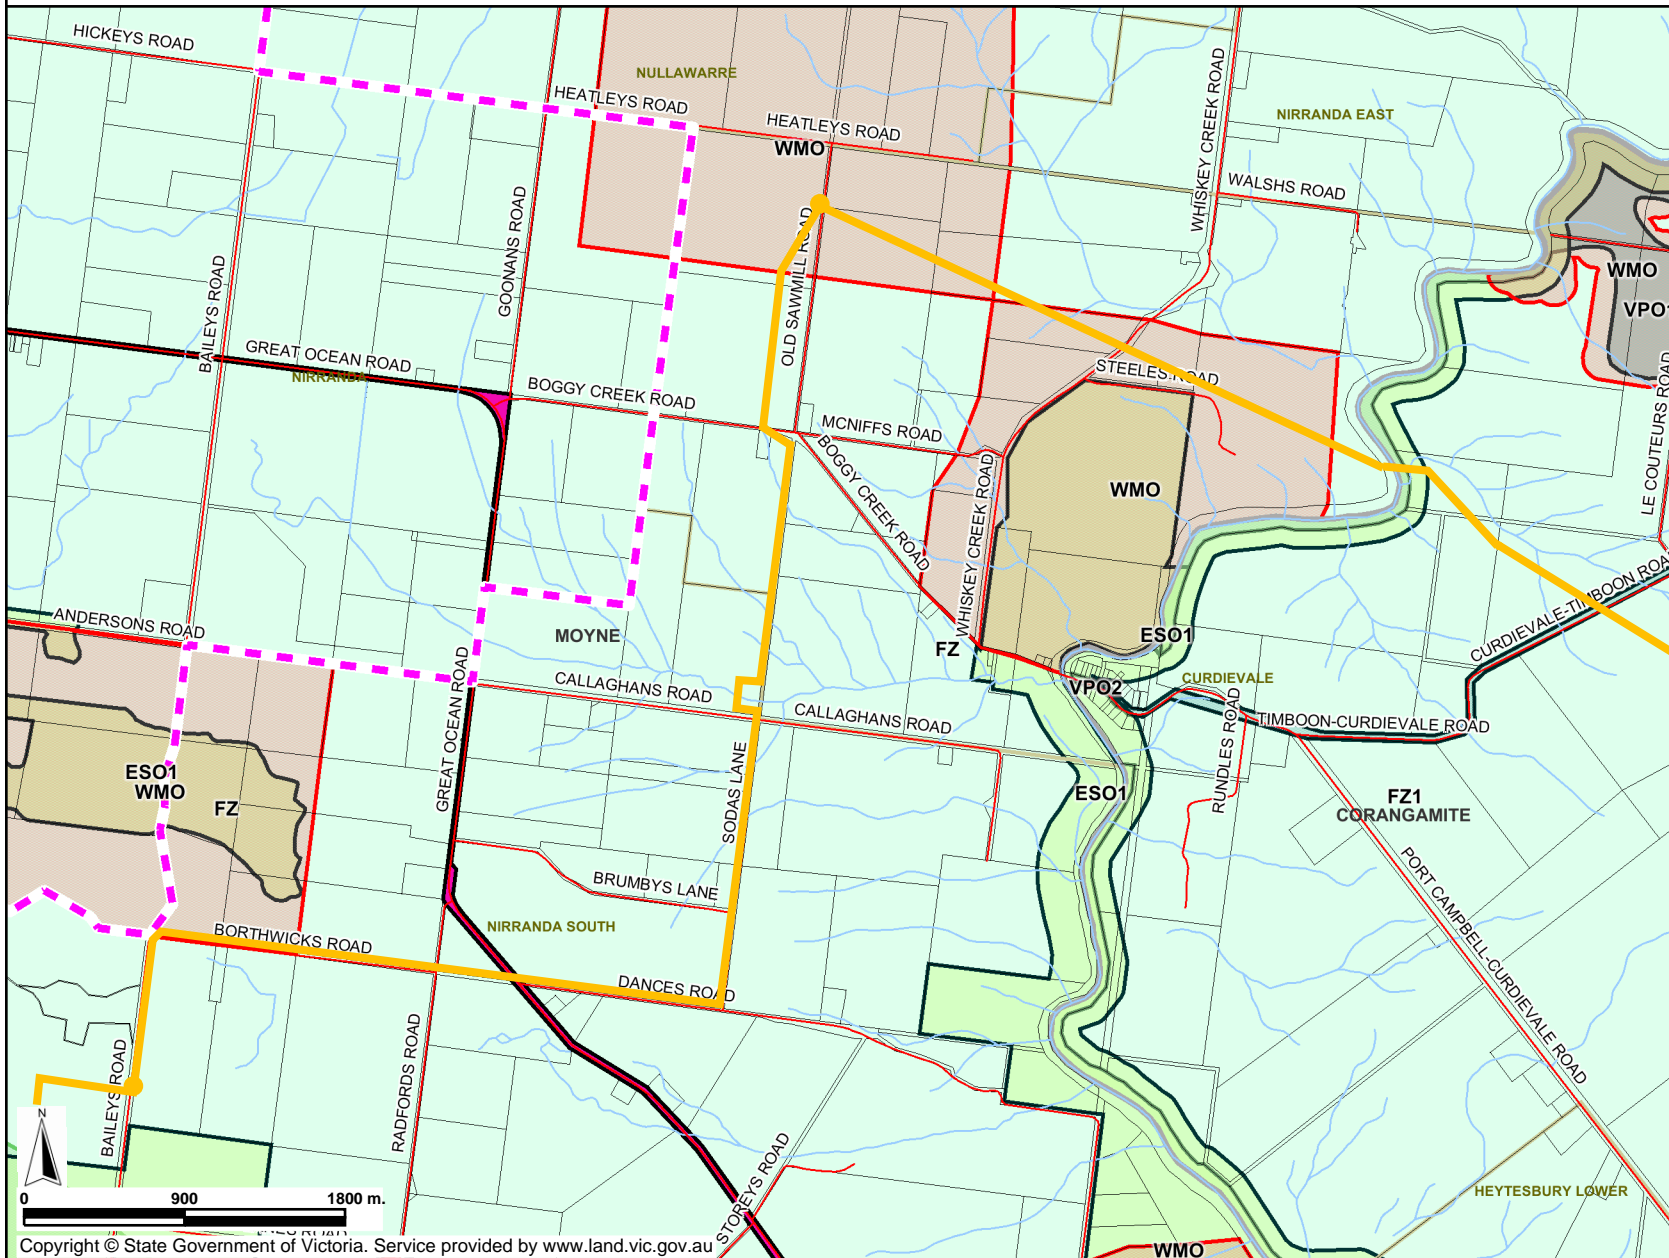 HICKEYS ROAD
NULLAWARRE
HEATLEYS ROAD
HEATLEYS ROAD
WMO
WHISKEY CREEK ROAD
NIRRANDA EAST
WALSHS ROAD
GOONANS ROAD
BAILEYS ROAD
OLD SAWMILL ROAD
WMO
VPO1
GREAT OCEAN ROAD
NIRRANDA
BOGGY CREEK ROAD
STEELES ROAD
MCNIFFS ROAD
BOGGY CREEK ROAD
LE COUTEURS ROAD
WMO
WHISKEY CREEK ROAD
ANDERSONS ROAD
MOYNE
FZ
ESO1
CURDIEVALE-TIMBOON ROAD
CALLAGHANS ROAD
VPO2
CURDIEVALE
CALLAGHANS ROAD
TIMBOON-CURDIEVALE ROAD
GREAT OCEAN ROAD
RUNDLES ROAD
SODAS LANE
ESO1
WMO
FZ
ESO1
FZ1
CORANGAMITE
BRUMBYS LANE
NIRRANDA SOUTH
PORT CAMPBELL-CURDIEVALE ROAD
BORTHWICKS ROAD
DANCES ROAD
BAILEYS ROAD
RADFORDS ROAD
STOREYS ROAD
HEYTESBURY LOWER
WMO
N
0 900 1800 m.
Copyright © State Government of Victoria. Service provided by www.land.vic.gov.au